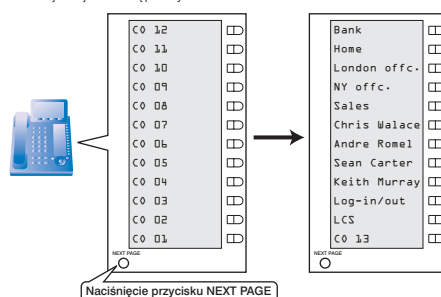 CO 12
CO 11
CO 10
CO 09
CO 08
CO 07
CO 06
CO 05
CO 04
CO 03
CO 02
CO 01
NEXT PAGE
Naciśnięcie przycisku NEXT PAGE
Bank
Home
London offc.
NY offc.
Sales
Chris Walace
Andre Romel
Sean Carter
Keith Murray
Log-in/out
LCS
CO 13
NEXT PAGE